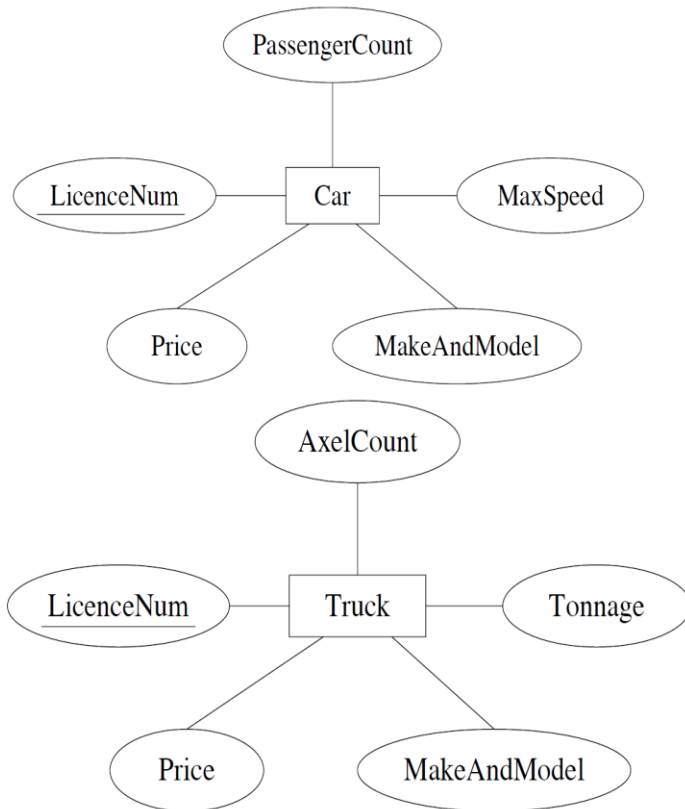 PassengerCount
LicenceNum
Car
MaxSpeed
Price
MakeAndModel
AxelCount
LicenceNum
Truck
Tonnage
Price
MakeAndModel